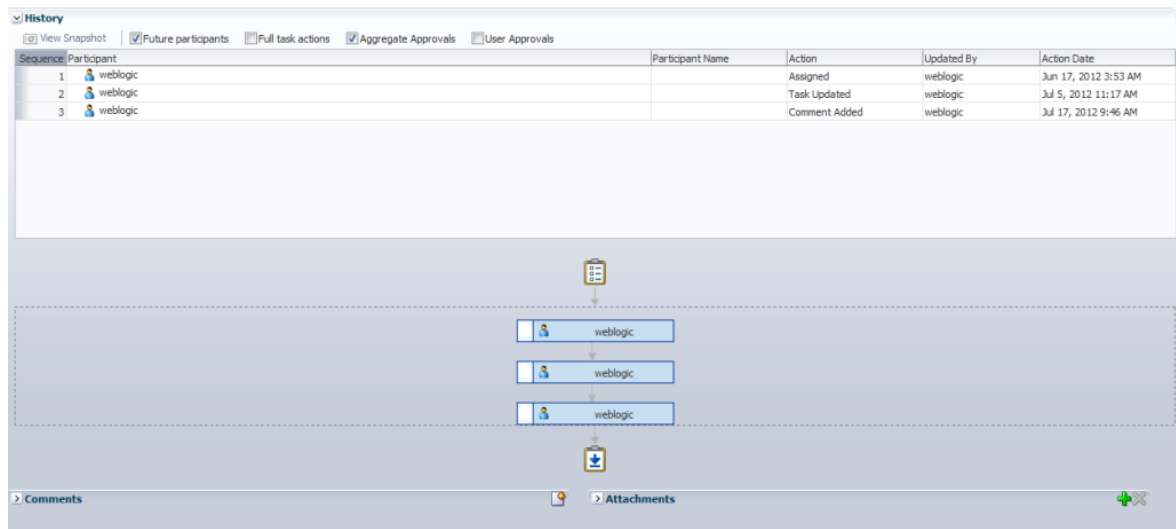 History
View Snapshot Future participants Full task actions Aggregate Approvals User Approvals
Sequence Participant Participant Name Action Updated By Action Date
1 weblogic Assigned weblogic Jun 17, 2012 3:53 AM
2 weblogic Task Updated weblogic Jul 5, 2012 11:17 AM
3 weblogic Comment Added weblogic Jul 17, 2012 9:46 AM
weblogic
weblogic
weblogic
Comments Attachments